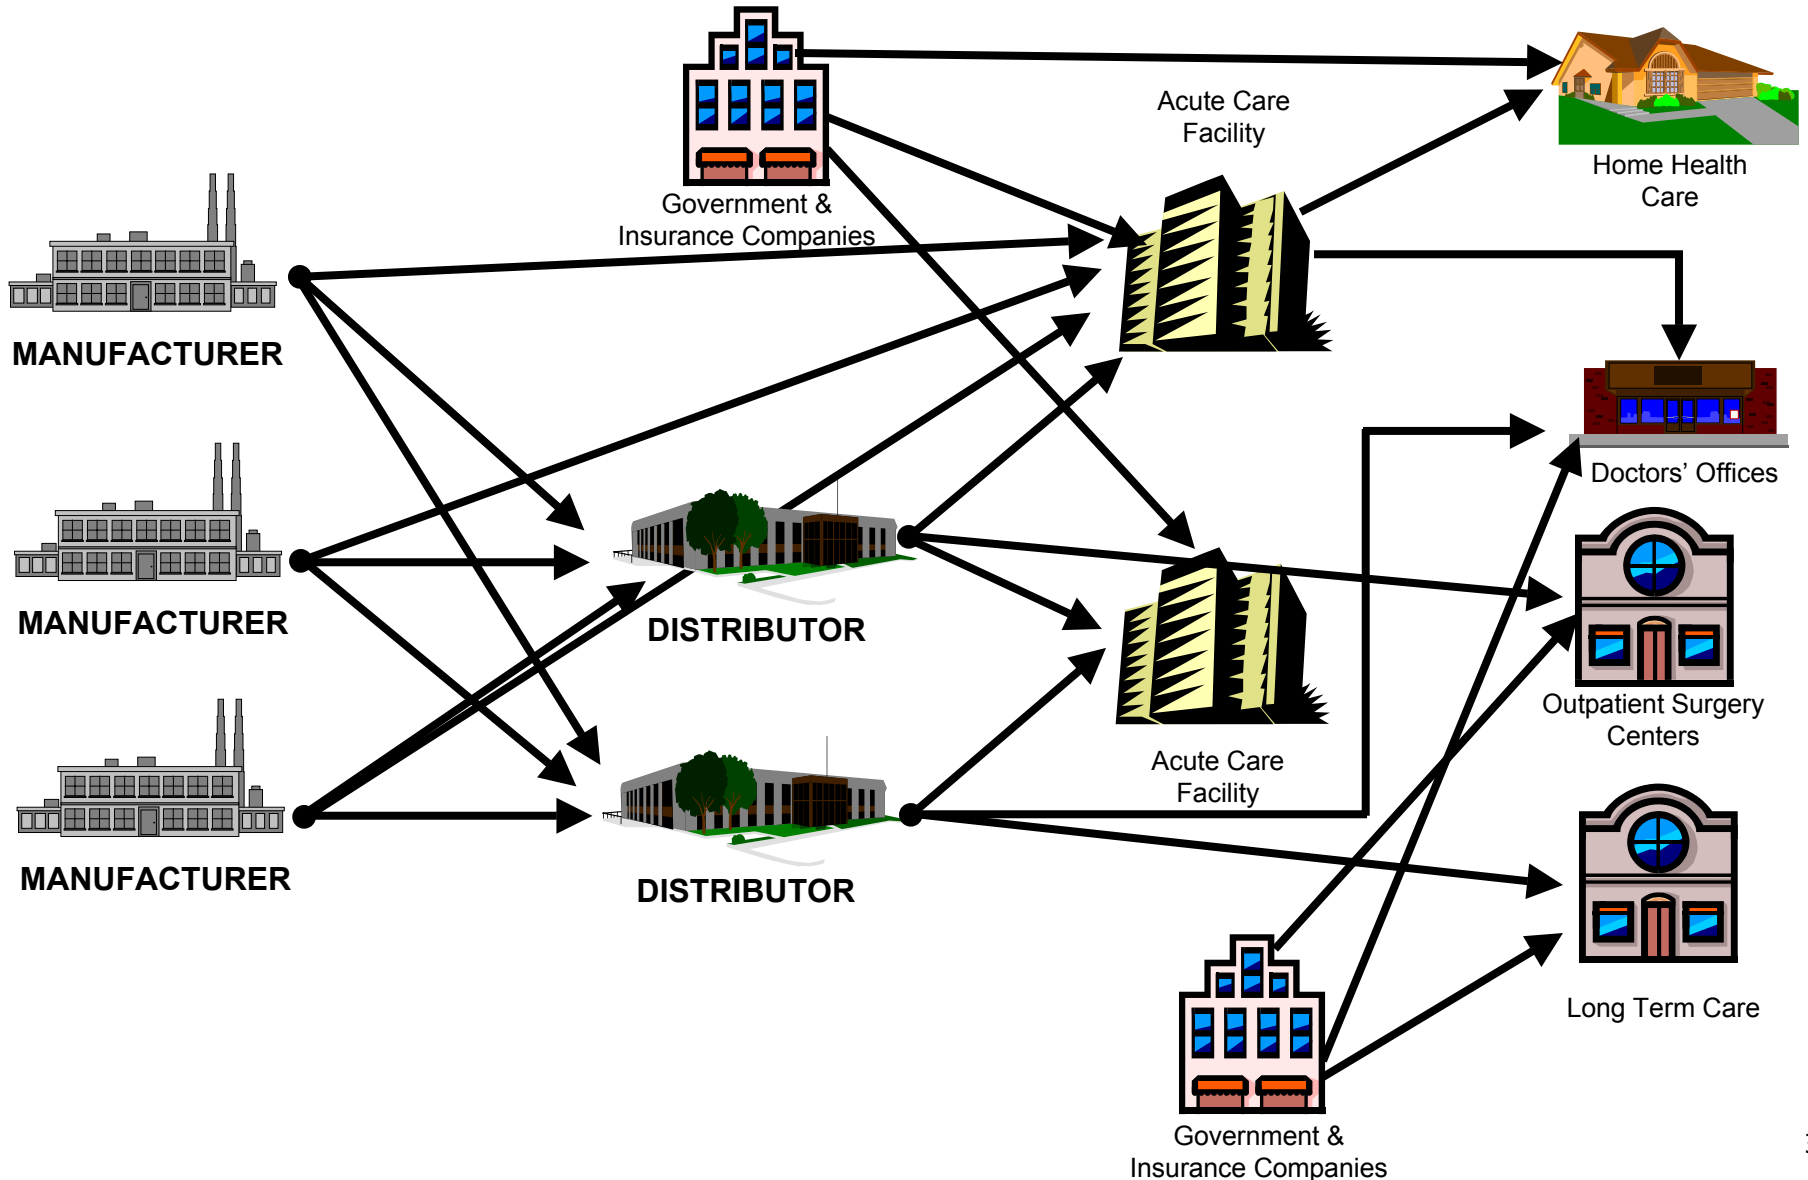 Acute Care
Facility
Home Health
Care
Government &
Insurance Companies
MANUFACTURER
Doctors’ Offices
MANUFACTURER
DISTRIBUTOR
Outpatient Surgery
Centers
Acute Care
Facility
MANUFACTURER
DISTRIBUTOR
Long Term Care
Government &
Insurance Companies